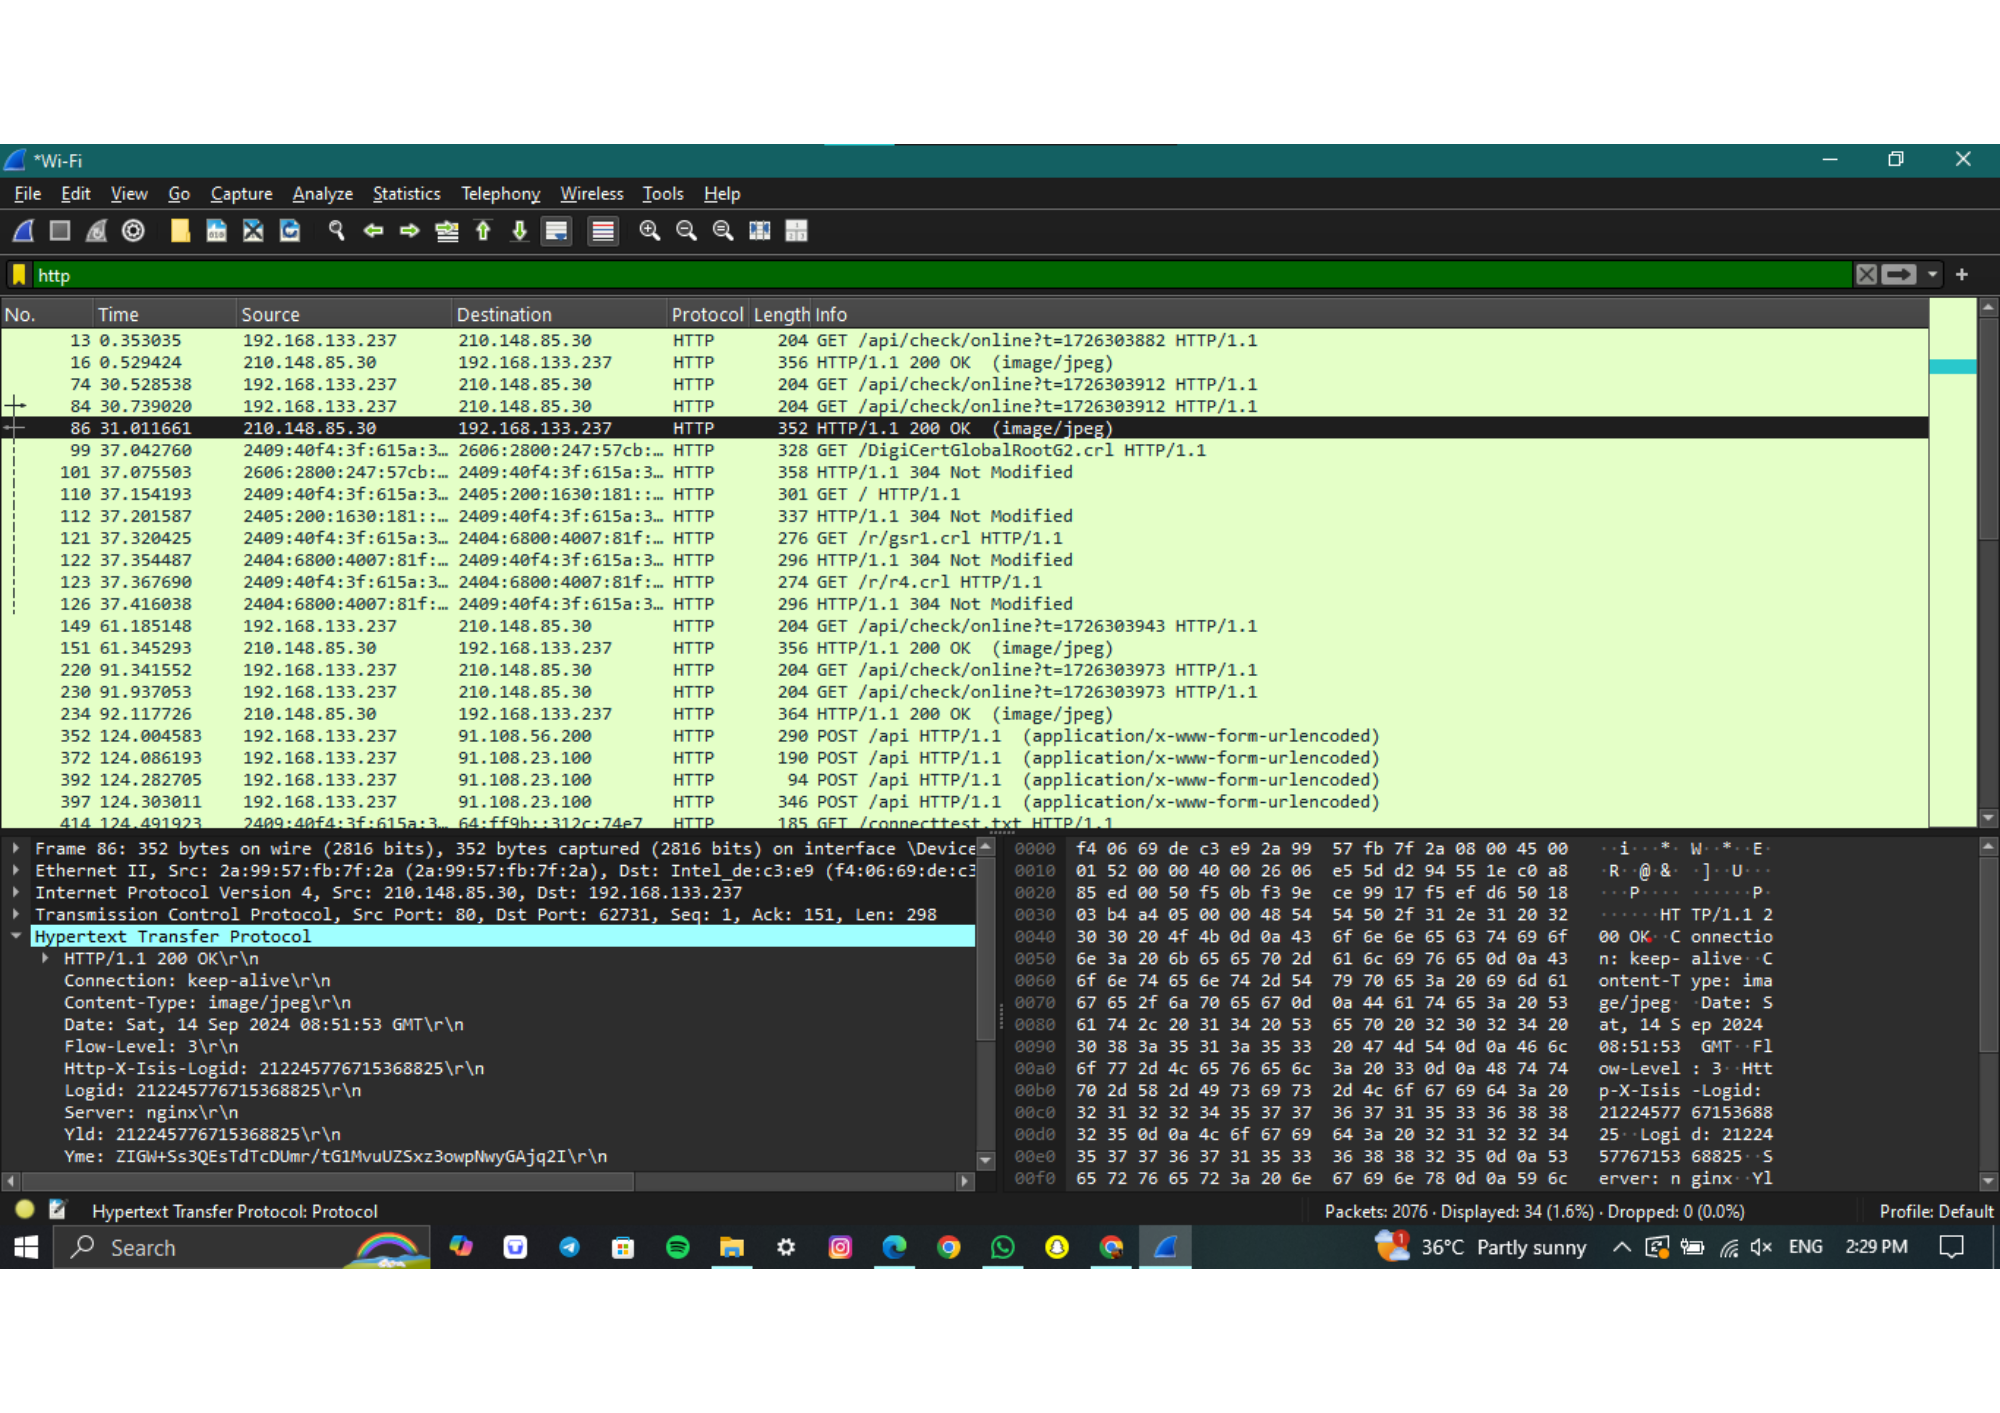 *Wi-Fi
File Edit View Go Capture Analyze Statistics Telephony Wireless Tools Help
http
No. Time Source Destination Protocol Length Info
13 0.353035 192.168.133.237 210.148.85.30 HTTP 204 GET /api/check/online?t=1726303882 HTTP/1.1
16 0.529424 210.148.85.30 192.168.133.237 HTTP 356 HTTP/1.1 200 OK (image/jpeg)
74 30.528538 192.168.133.237 210.148.85.30 HTTP 204 GET /api/check/online?t=1726303912 HTTP/1.1
84 30.739020 192.168.133.237 210.148.85.30 HTTP 204 GET /api/check/online?t=1726303912 HTTP/1.1
86 31.011661 210.148.85.30 192.168.133.237 HTTP 352 HTTP/1.1 200 OK (image/jpeg)
99 37.042760 2409:40f4:3f:615a:3… 2606:2800:247:57cb:… HTTP 328 GET /DigiCertGlobalRootG2.crl HTTP/1.1
101 37.075503 2606:2800:247:57cb:… 2409:40f4:3f:615a:3… HTTP 358 HTTP/1.1 304 Not Modified
110 37.154193 2409:40f4:3f:615a:3… 2405:200:1630:181::… HTTP 301 GET / HTTP/1.1
112 37.201587 2405:200:1630:181::… 2409:40f4:3f:615a:3… HTTP 337 HTTP/1.1 304 Not Modified
121 37.320425 2409:40f4:3f:615a:3… 2404:6800:4007:81f:… HTTP 276 GET /r/gsr1.crl HTTP/1.1
122 37.354487 2404:6800:4007:81f:… 2409:40f4:3f:615a:3… HTTP 296 HTTP/1.1 304 Not Modified
123 37.367690 2409:40f4:3f:615a:3… 2404:6800:4007:81f:… HTTP 274 GET /r/r4.crl HTTP/1.1
126 37.416038 2404:6800:4007:81f:… 2409:40f4:3f:615a:3… HTTP 296 HTTP/1.1 304 Not Modified
149 61.185148 192.168.133.237 210.148.85.30 HTTP 204 GET /api/check/online?t=1726303943 HTTP/1.1
151 61.345293 210.148.85.30 192.168.133.237 HTTP 356 HTTP/1.1 200 OK (image/jpeg)
220 91.341552 192.168.133.237 210.148.85.30 HTTP 204 GET /api/check/online?t=1726303973 HTTP/1.1
230 91.937053 192.168.133.237 210.148.85.30 HTTP 204 GET /api/check/online?t=1726303973 HTTP/1.1
234 92.117726 210.148.85.30 192.168.133.237 HTTP 364 HTTP/1.1 200 OK (image/jpeg)
352 124.004583 192.168.133.237 91.108.56.200 HTTP 290 POST /api HTTP/1.1 (application/x-www-form-urlencoded)
372 124.086193 192.168.133.237 91.108.23.100 HTTP 190 POST /api HTTP/1.1 (application/x-www-form-urlencoded)
392 124.282705 192.168.133.237 91.108.23.100 HTTP 94 POST /api HTTP/1.1 (application/x-www-form-urlencoded)
397 124.303011 192.168.133.237 91.108.23.100 HTTP 346 POST /api HTTP/1.1 (application/x-www-form-urlencoded)
414 124.491923 2409:40f4:3f:615a:3… 64:ff9b::312c:74e7 HTTP 185 GET /connecttest.txt HTTP/1.1
Frame 86: 352 bytes on wire (2816 bits), 352 bytes captured (2816 bits) on interface \Device
Ethernet II, Src: 2a:99:57:fb:7f:2a (2a:99:57:fb:7f:2a), Dst: Intel_de:c3:e9 (f4:06:69:de:c3
Internet Protocol Version 4, Src: 210.148.85.30, Dst: 192.168.133.237
Transmission Control Protocol, Src Port: 80, Dst Port: 62731, Seq: 1, Ack: 151, Len: 298
Hypertext Transfer Protocol
HTTP/1.1 200 OK\r\n
Connection: keep-alive\r\n
Content-Type: image/jpeg\r\n
Date: Sat, 14 Sep 2024 08:51:53 GMT\r\n
Flow-Level: 3\r\n
Http-X-Isis-Logid: 212245776715368825\r\n
Logid: 212245776715368825\r\n
Server: nginx\r\n
Yld: 212245776715368825\r\n
Yme: ZIGW+Ss3QEsTdTcDUmr/tG1MvuUZSxz3owpNwyGAjq2I\r\n
0000 f4 06 69 de c3 e9 2a 99 57 fb 7f 2a 08 00 45 00 ··i···*· W··*··E·
0010 01 52 00 00 40 00 26 06 e5 5d d2 94 55 1e c0 a8 ·R··@·&· ·]··U···
0020 85 ed 00 50 f5 0b f3 9e ce 99 17 f5 ef d6 50 18 ···P···· ······P·
0030 03 b4 a4 05 00 00 48 54 54 50 2f 31 2e 31 20 32 ······HT TP/1.1 2
0040 30 30 20 4f 4b 0d 0a 43 6f 6e 6e 65 63 74 69 6f 00 OK··C onnectio
0050 6e 3a 20 6b 65 65 70 2d 61 6c 69 76 65 0d 0a 43 n: keep- alive··C
0060 6f 6e 74 65 6e 74 2d 54 79 70 65 3a 20 69 6d 61 ontent-T ype: ima
0070 67 65 2f 6a 70 65 67 0d 0a 44 61 74 65 3a 20 53 ge/jpeg· ·Date: S
0080 61 74 2c 20 31 34 20 53 65 70 20 32 30 32 34 20 at, 14 S ep 2024
0090 30 38 3a 35 31 3a 35 33 20 47 4d 54 0d 0a 46 6c 08:51:53 GMT··Fl
00a0 6f 77 2d 4c 65 76 65 6c 3a 20 33 0d 0a 48 74 74 ow-Level : 3··Htt
00b0 70 2d 58 2d 49 73 69 73 2d 4c 6f 67 69 64 3a 20 p-X-Isis -Logid:
00c0 32 31 32 32 34 35 37 37 36 37 31 35 33 36 38 38 21224577 67153688
00d0 32 35 0d 0a 4c 6f 67 69 64 3a 20 32 31 32 32 34 25··Logi d: 21224
00e0 35 37 37 36 37 31 35 33 36 38 38 32 35 0d 0a 53 57767153 68825··S
00f0 65 72 76 65 72 3a 20 6e 67 69 6e 78 0d 0a 59 6c erver: n ginx··Yl
Hypertext Transfer Protocol: Protocol
Packets: 2076 · Displayed: 34 (1.6%) · Dropped: 0 (0.0%)
Profile: Default
Search
1
36°C Partly sunny
ENG
2:29 PM